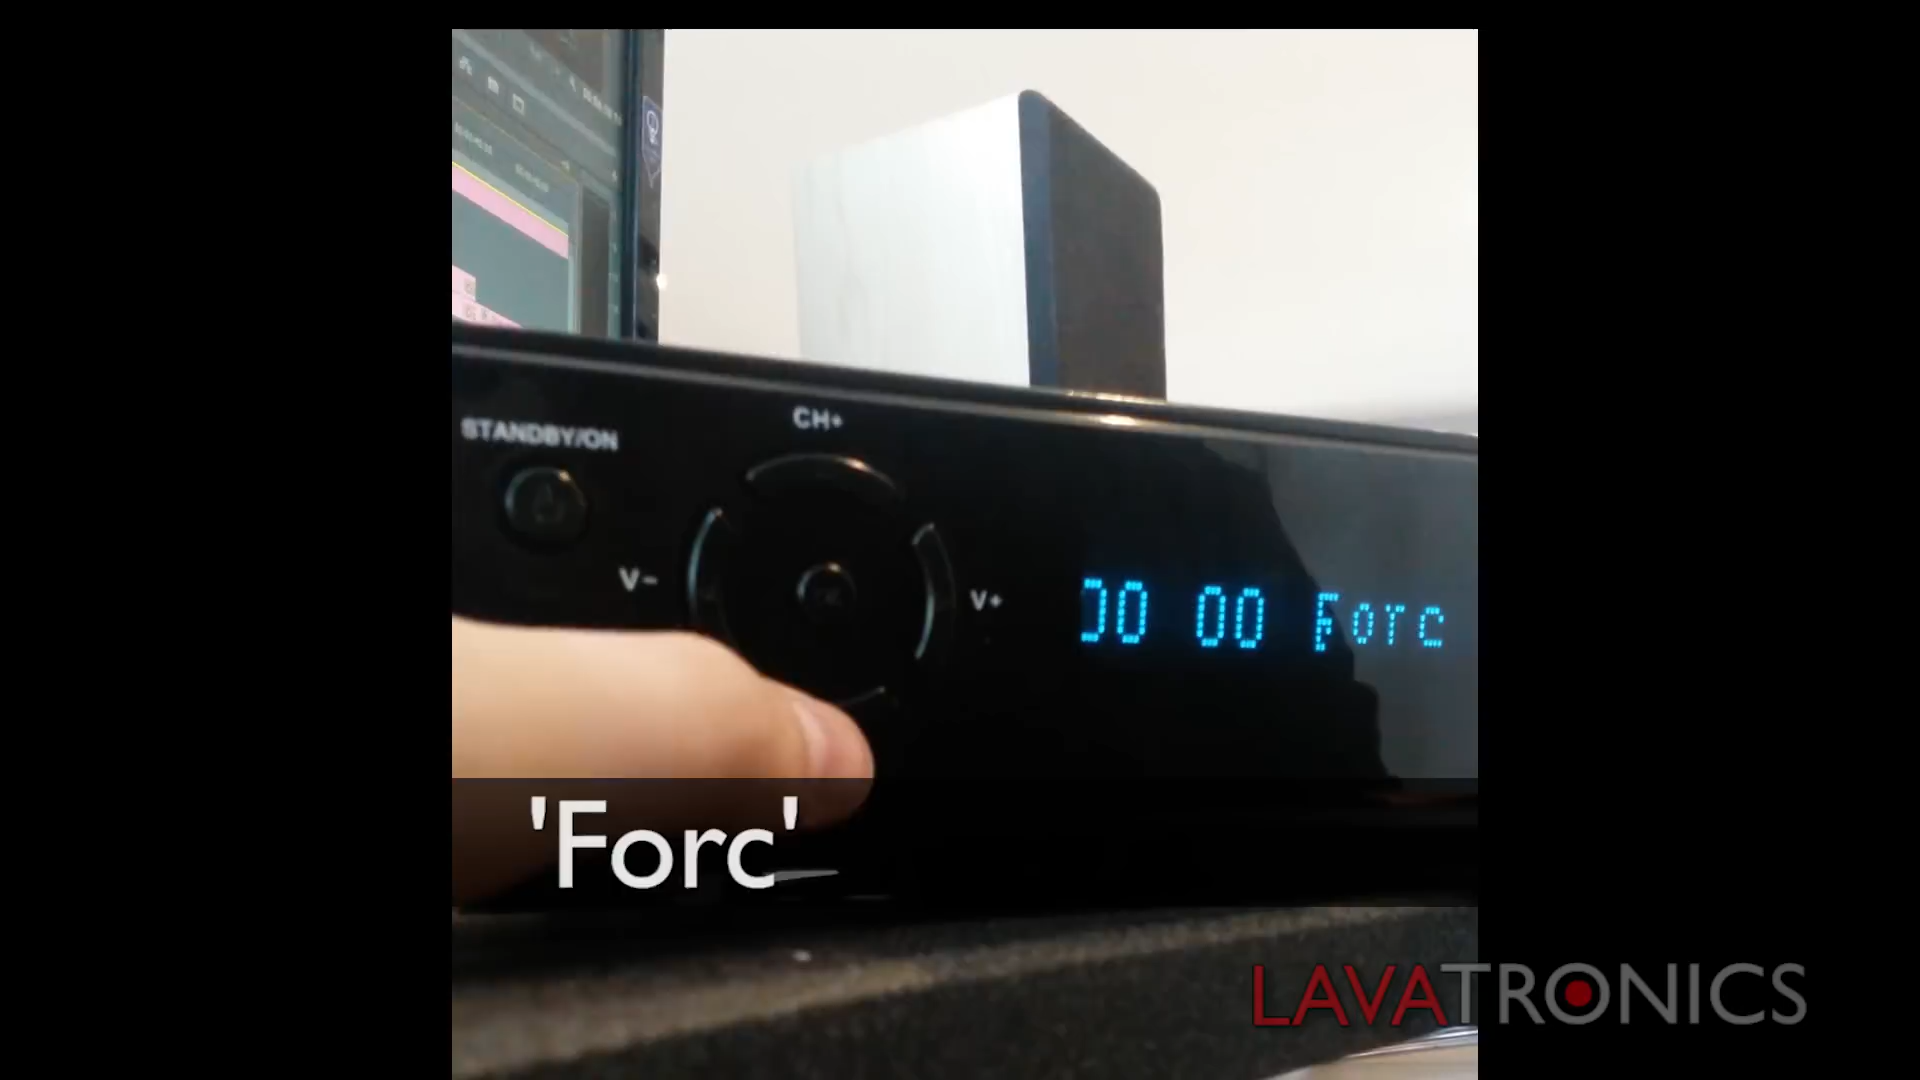 STANDBY/ON
CH+
V-
V+
00 00 Forc
'Forc'
LAVATRONICS